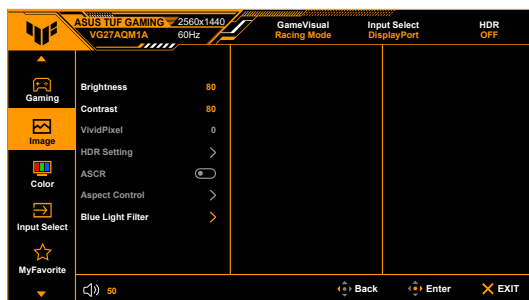 ASUS TUF GAMING
VG27AQM1A
2560x1440
60Hz
GameVisual
Racing Mode
Input Select
DisplayPort
HDR
OFF
Gaming
Image
Color
Input Select
MyFavorite
Brightness 80
Contrast 80
VividPixel 0
HDR Setting
ASCR
Aspect Control
Blue Light Filter
50
Back
Enter
EXIT